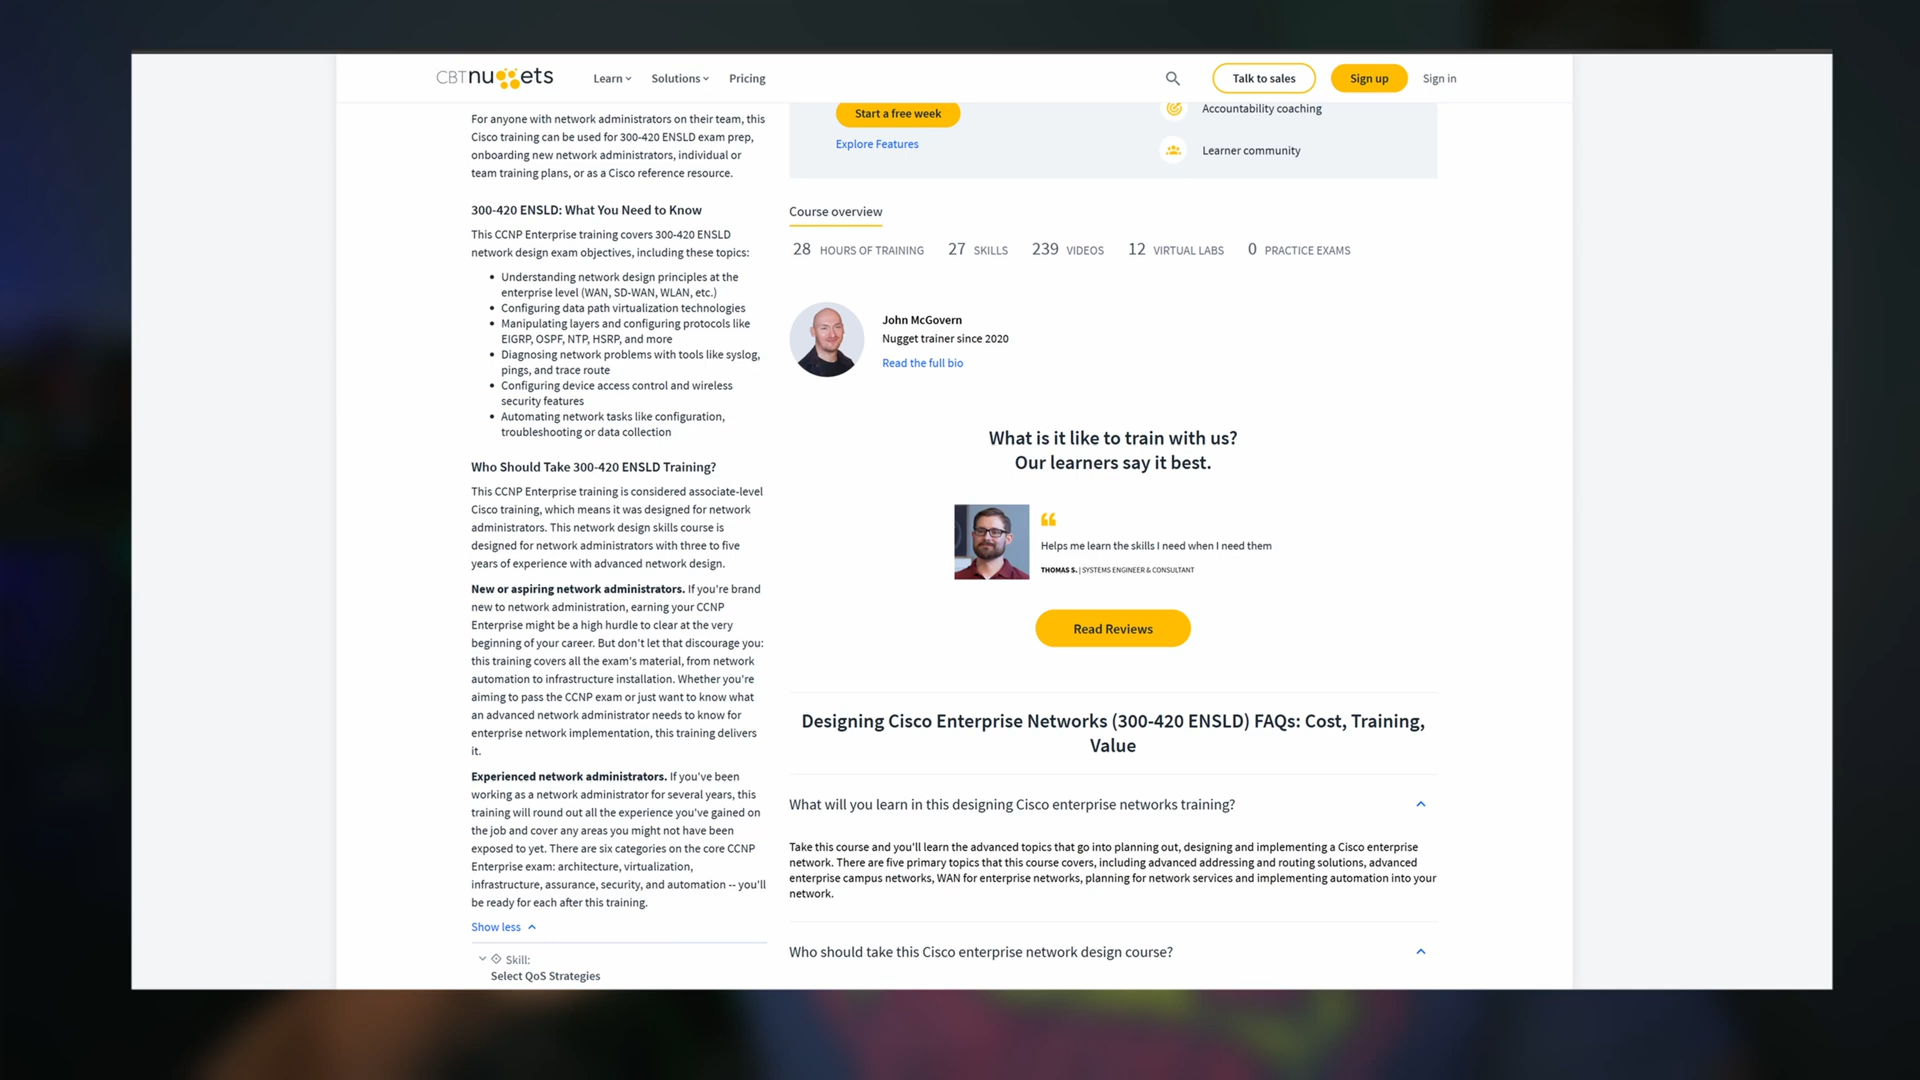 CBTnuggets
Learn
Solutions
Pricing
Talk to sales
Sign up
Sign in
For anyone with network administrators on their team, this
Cisco training can be used for 300-420 ENSLD exam prep,
onboarding new network administrators, individual or
team training plans, or as a Cisco reference resource.
300-420 ENSLD: What You Need to Know
This CCNP Enterprise training covers 300-420 ENSLD
network design exam objectives, including these topics:
• Understanding network design principles at the
enterprise level (WAN, SD-WAN, WLAN, etc.)
• Configuring data path virtualization technologies
• Manipulating layers and configuring protocols like
EIGRP, OSPF, NTP, HSRP, and more
• Diagnosing network problems with tools like syslog,
pings, and trace route
• Configuring device access control and wireless
security features
• Automating network tasks like configuration,
troubleshooting or data collection
Who Should Take 300-420 ENSLD Training?
This CCNP Enterprise training is considered associate-level
Cisco training, which means it was designed for network
administrators. This network design skills course is
designed for network administrators with three to five
years of experience with advanced network design.
New or aspiring network administrators. If you're brand
new to network administration, earning your CCNP
Enterprise might be a high hurdle to clear at the very
beginning of your career. But don't let that discourage you:
this training covers all the exam's material, from network
automation to infrastructure installation. Whether you're
aiming to pass the CCNP exam or just want to know what
an advanced network administrator needs to know for
enterprise network implementation, this training delivers
it.
Experienced network administrators. If you've been
working as a network administrator for several years, this
training will round out all the experience you've gained on
the job and cover any areas you might not have been
exposed to yet. There are six categories on the core CCNP
Enterprise exam: architecture, virtualization,
infrastructure, assurance, security, and automation -- you'll
be ready for each after this training.
Show less
Skill:
Select QoS Strategies
Start a free week
Explore Features
Accountability coaching
Learner community
Course overview
28 HOURS OF TRAINING 27 SKILLS 239 VIDEOS 12 VIRTUAL LABS 0 PRACTICE EXAMS
John McGovern
Nugget trainer since 2020
Read the full bio
What is it like to train with us?
Our learners say it best.
“
Helps me learn the skills I need when I need them
THOMAS S. | SYSTEMS ENGINEER & CONSULTANT
Read Reviews
Designing Cisco Enterprise Networks (300-420 ENSLD) FAQs: Cost, Training,
Value
What will you learn in this designing Cisco enterprise networks training?
Take this course and you'll learn the advanced topics that go into planning out, designing and implementing a Cisco enterprise
network. There are five primary topics that this course covers, including advanced addressing and routing solutions, advanced
enterprise campus networks, WAN for enterprise networks, planning for network services and implementing automation into your
network.
Who should take this Cisco enterprise network design course?